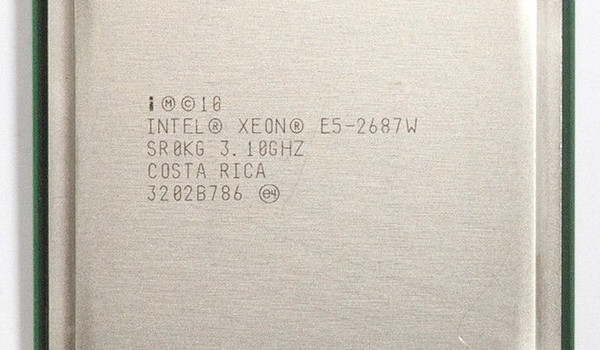 i Ⓜ©10
INTEL® XEON® E5-2687W
SR0KG 3.10GHZ
COSTA RICA
3202B786 e4